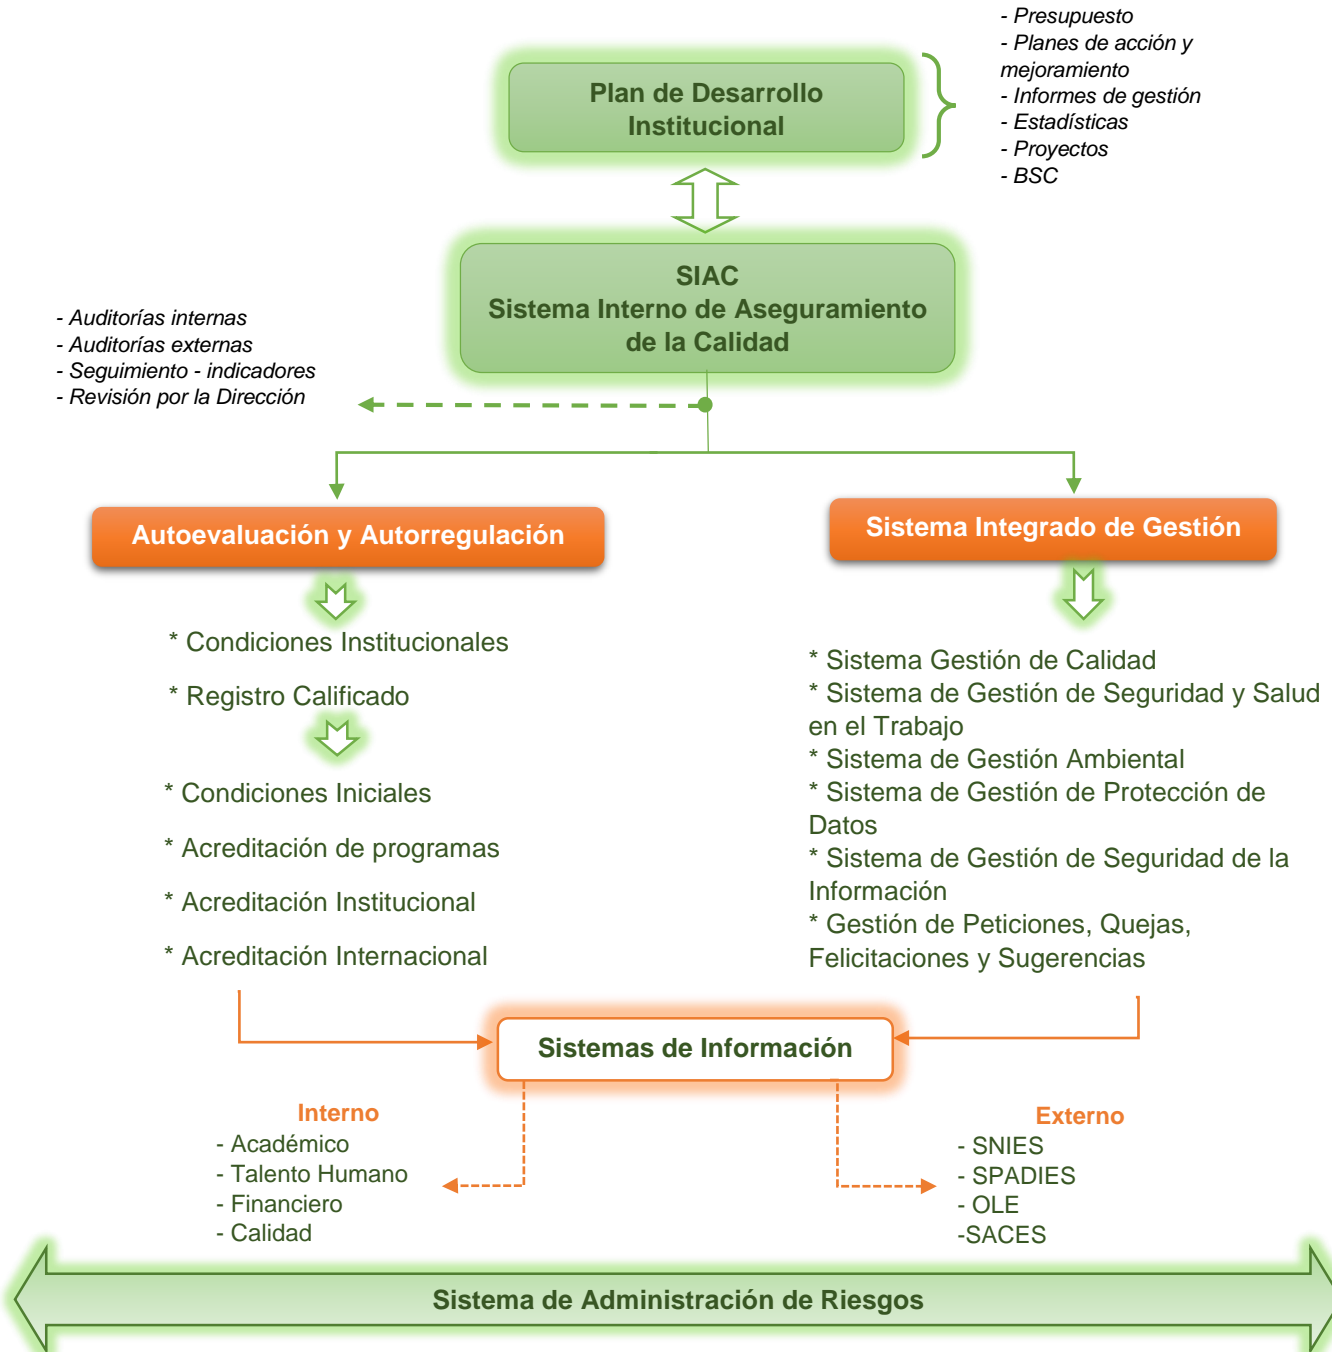 - Presupuesto
- Planes de acción y
mejoramiento
- Informes de gestión
- Estadísticas
- Proyectos
- BSC
Plan de Desarrollo
Institucional
SIAC
Sistema Interno de Aseguramiento
de la Calidad
- Auditorías internas
- Auditorías externas
- Seguimiento - indicadores
- Revisión por la Dirección
Autoevaluación y Autorregulación
* Condiciones Institucionales
* Registro Calificado
* Condiciones Iniciales
* Acreditación de programas
* Acreditación Institucional
* Acreditación Internacional
Sistema Integrado de Gestión
* Sistema Gestión de Calidad
* Sistema de Gestión de Seguridad y Salud
en el Trabajo
* Sistema de Gestión Ambiental
* Sistema de Gestión de Protección de
Datos
* Sistema de Gestión de Seguridad de la
Información
* Gestión de Peticiones, Quejas,
Felicitaciones y Sugerencias
Sistemas de Información
Interno
- Académico
- Talento Humano
- Financiero
- Calidad
Externo
- SNIES
- SPADIES
- OLE
-SACES
Sistema de Administración de Riesgos